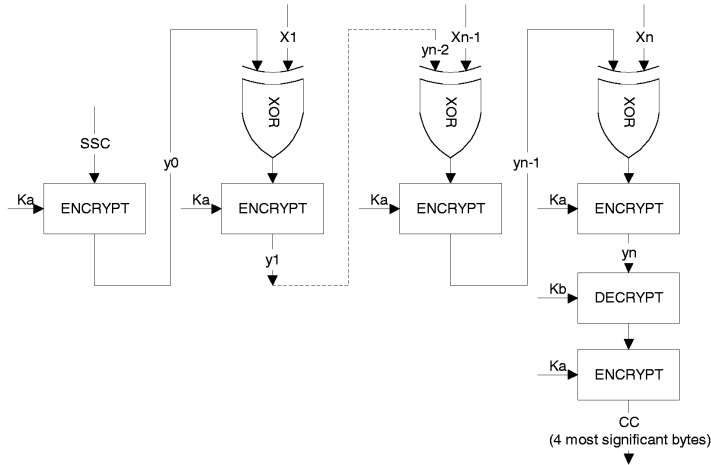 X1
Xn-1
Xn
yn-2
XOR
XOR
XOR
SSC
y0
yn-1
Ka
ENCRYPT
Ka
ENCRYPT
Ka
ENCRYPT
Ka
ENCRYPT
y1
yn
Kb
DECRYPT
Ka
ENCRYPT
CC
(4 most significant bytes)